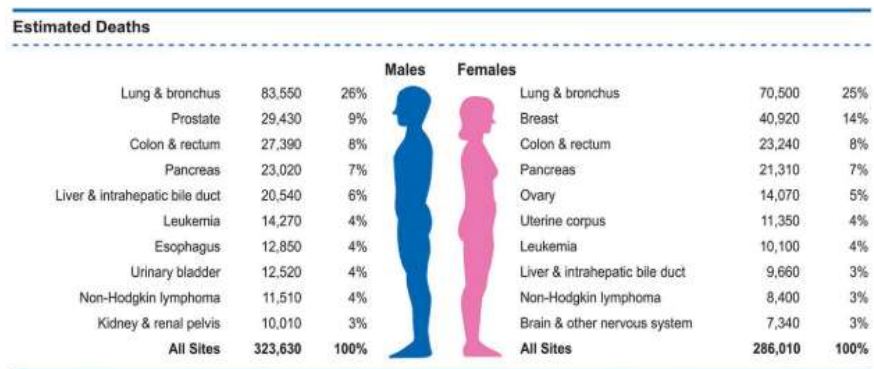 Estimated Deaths
Males Females
Lung & bronchus 83,550 26% Lung & bronchus 70,500 25%
Prostate 29,430 9% Breast 40,920 14%
Colon & rectum 27,390 8% Colon & rectum 23,240 8%
Pancreas 23,020 7% Pancreas 21,310 7%
Liver & intrahepatic bile duct 20,540 6% Ovary 14,070 5%
Leukemia 14,270 4% Uterine corpus 11,350 4%
Esophagus 12,850 4% Leukemia 10,100 4%
Urinary bladder 12,520 4% Liver & intrahepatic bile duct 9,660 3%
Non-Hodgkin lymphoma 11,510 4% Non-Hodgkin lymphoma 8,400 3%
Kidney & renal pelvis 10,010 3% Brain & other nervous system 7,340 3%
All Sites 323,630 100% All Sites 286,010 100%